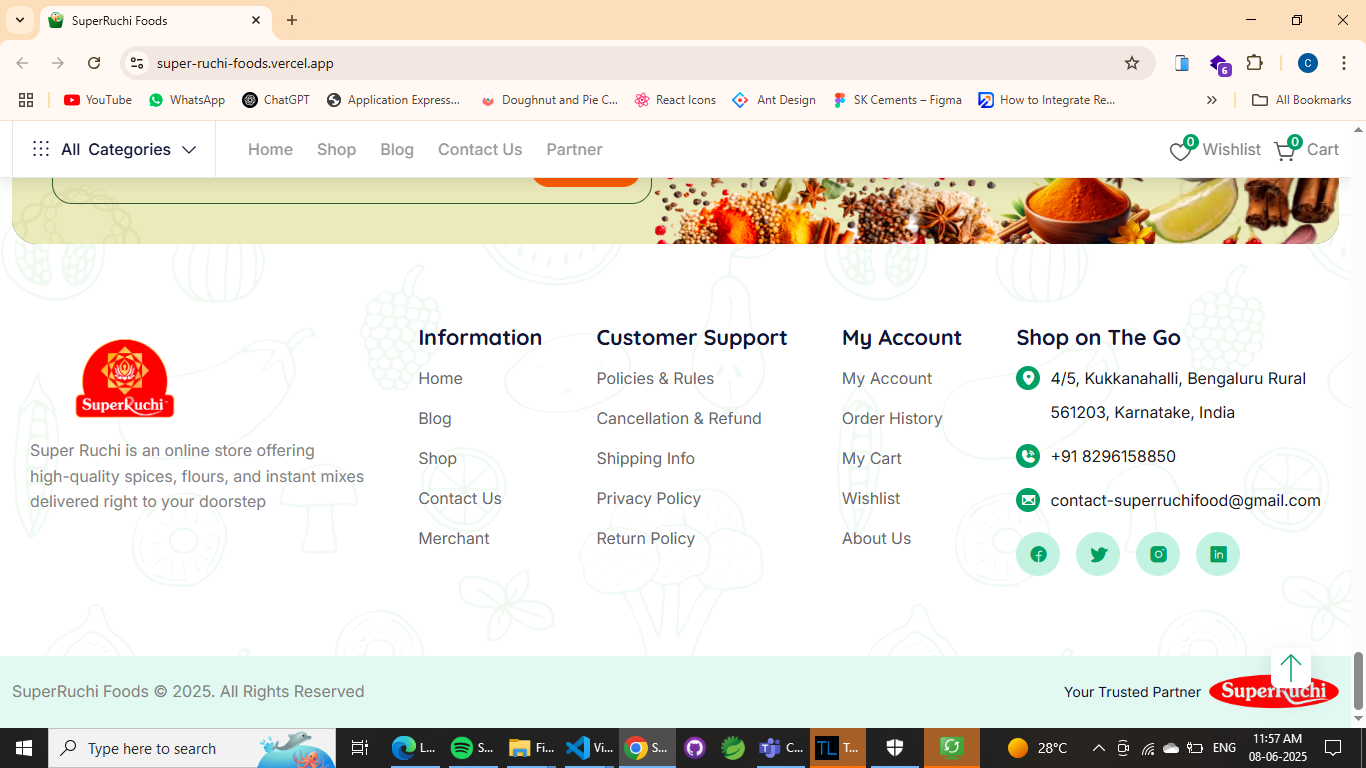 SuperRuchi Foods
super-ruchi-foods.vercel.app
6
C
YouTube
WhatsApp
ChatGPT
Application Express...
Doughnut and Pie C...
React Icons
Ant Design
SK Cements – Figma
How to Integrate Re...
All Bookmarks
All Categories
Home
Shop
Blog
Contact Us
Partner
0
Wishlist
0
Cart
SuperRuchi
Super Ruchi is an online store offering
high-quality spices, flours, and instant mixes
delivered right to your doorstep
Information
Home
Blog
Shop
Contact Us
Merchant
Customer Support
Policies & Rules
Cancellation & Refund
Shipping Info
Privacy Policy
Return Policy
My Account
My Account
Order History
My Cart
Wishlist
About Us
Shop on The Go
4/5, Kukkanahalli, Bengaluru Rural
561203, Karnatake, India
+91 8296158850
contact-superruchifood@gmail.com
SuperRuchi Foods © 2025. All Rights Reserved
Your Trusted Partner
SuperRuchi
Type here to search
L...
S...
Fi...
Vi...
S...
C...
TL
T...
28°C
ENG
11:57 AM
08-06-2025